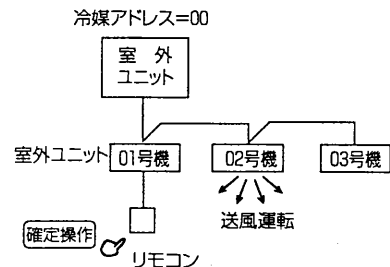 冷媒アドレス=00
室 外
ユニット
室外ユニット
01号機
02号機
03号機
送風運転
確定操作
リモコン